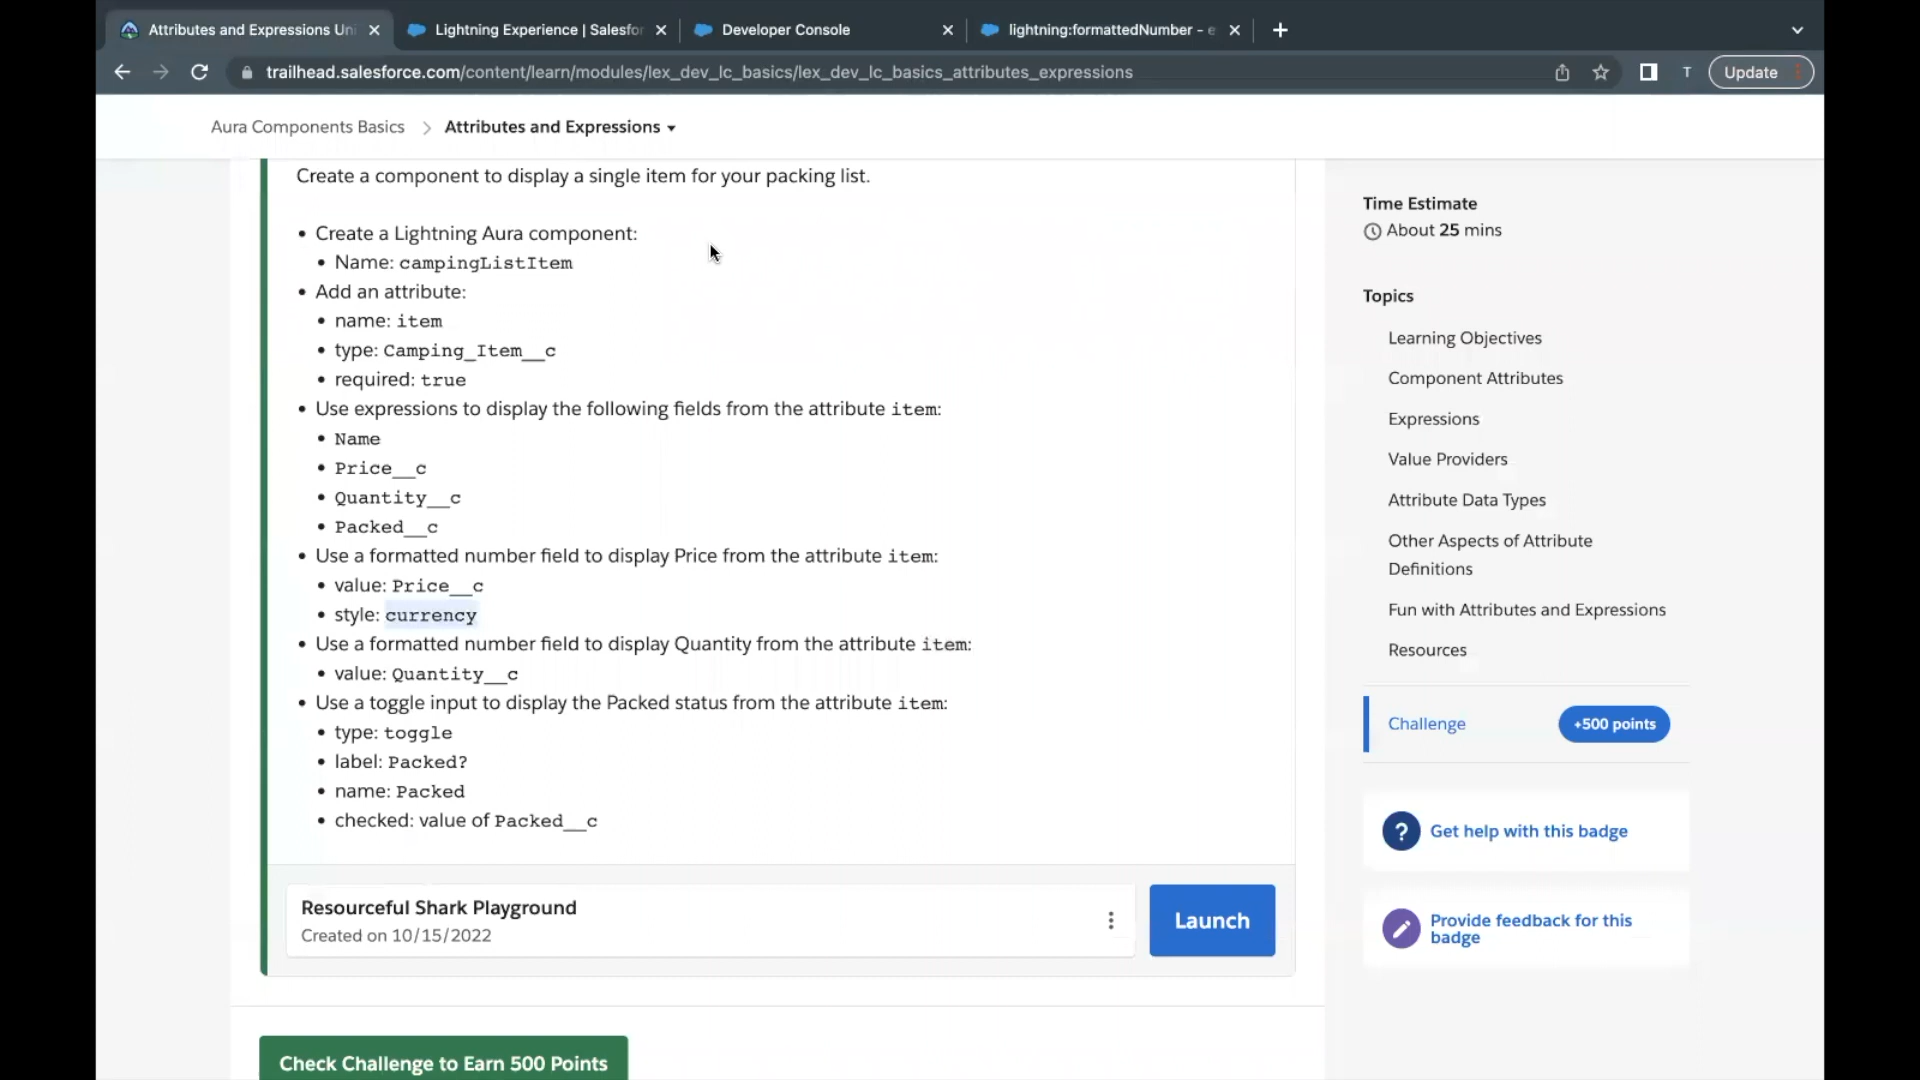 Attributes and Expressions Uni
Lightning Experience | Salesfor
Developer Console
lightning:formattedNumber - e
trailhead.salesforce.com/content/learn/modules/lex_dev_lc_basics/lex_dev_lc_basics_attributes_expressions
T
Update
Aura Components Basics
Attributes and Expressions
Create a component to display a single item for your packing list.
• Create a Lightning Aura component:
• Name: campingListItem
• Add an attribute:
• name: item
• type: Camping_Item__c
• required: true
• Use expressions to display the following fields from the attribute item:
• Name
• Price__c
• Quantity__c
• Packed__c
• Use a formatted number field to display Price from the attribute item:
• value: Price__c
• style: currency
• Use a formatted number field to display Quantity from the attribute item:
• value: Quantity__c
• Use a toggle input to display the Packed status from the attribute item:
• type: toggle
• label: Packed?
• name: Packed
• checked: value of Packed__c
Resourceful Shark Playground
Created on 10/15/2022
Launch
Check Challenge to Earn 500 Points
Time Estimate
About 25 mins
Topics
Learning Objectives
Component Attributes
Expressions
Value Providers
Attribute Data Types
Other Aspects of Attribute
Definitions
Fun with Attributes and Expressions
Resources
Challenge
+500 points
?
Get help with this badge
Provide feedback for this
badge